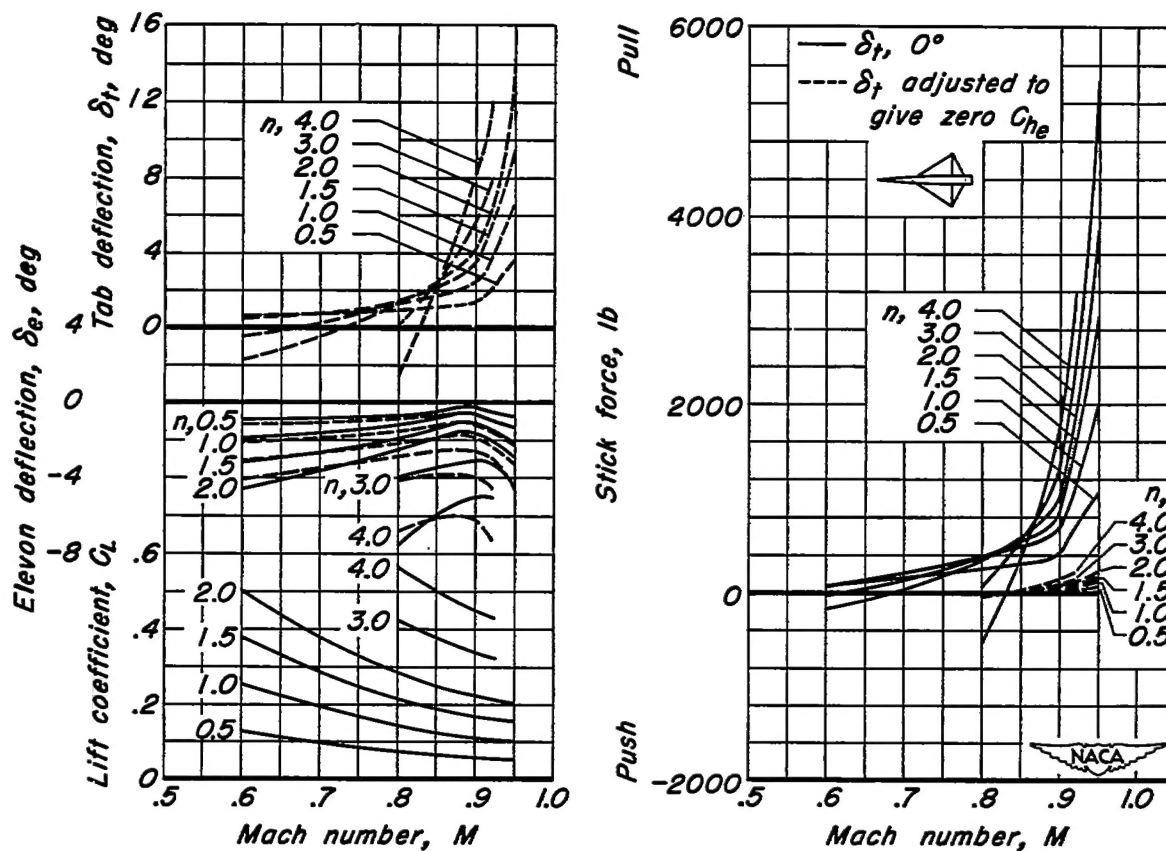 Tab deflection, δt, deg
16
12
8
4
0
n, 4.0
3.0
2.0
1.5
1.0
0.5
Elevon deflection, δe, deg
4
0
-4
-8
n, 0.5
1.0
1.5
2.0
n, 3.0
4.0
Lift coefficient, CL
.6
.4
.2
0
2.0
1.5
1.0
0.5
4.0
3.0
.5 .6 .7 .8 .9 1.0
Mach number, M
Pull
Stick force, lb
Push
6000
4000
2000
0
-2000
δt, 0°
δt adjusted to
give zero Che
n, 4.0
3.0
2.0
1.5
1.0
0.5
n,
4.0
3.0
2.0
1.5
1.0
0.5
NACA
.5 .6 .7 .8 .9 1.0
Mach number, M